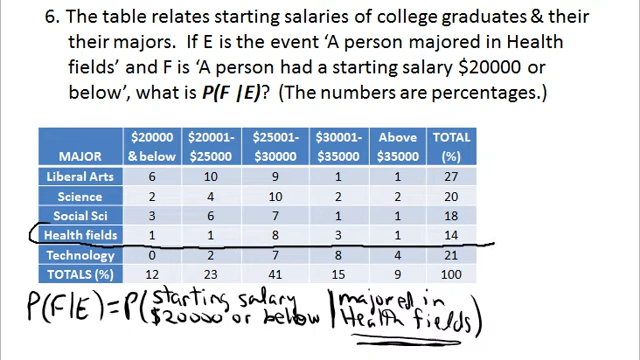 6. The table relates starting salaries of college graduates & their
their majors. If E is the event ‘A person majored in Health
fields’ and F is ‘A person had a starting salary $20000 or
below’, what is P(F|E)? (The numbers are percentages.)
MAJOR $20000 & below $20001- $25000 $25001- $30000 $30001- $35000 Above $35000 TOTAL (%)
Liberal Arts 6 10 9 1 1 27
Science 2 4 10 2 2 20
Social Sci 3 6 7 1 1 18
Health fields 1 1 8 3 1 14
Technology 0 2 7 8 4 21
TOTALS (%) 12 23 41 15 9 100
P(F|E)=P(starting salary $20000 or below | majored in Health fields)